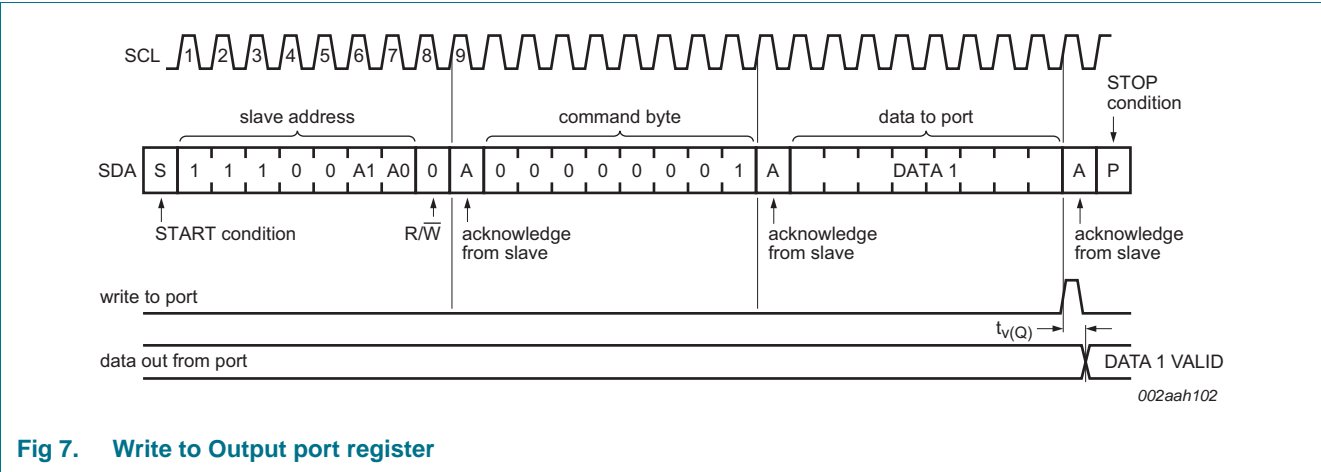 SCL 1 2 3 4 5 6 7 8 9
STOP
condition
slave address command byte data to port
SDA S 1 1 1 0 0 A1 A0 0 A 0 0 0 0 0 0 0 1 A DATA 1 A P
START condition R/W̅ acknowledge
from slave
acknowledge
from slave
acknowledge
from slave
write to port
tv(Q)
data out from port DATA 1 VALID
002aah102
Fig 7. Write to Output port register